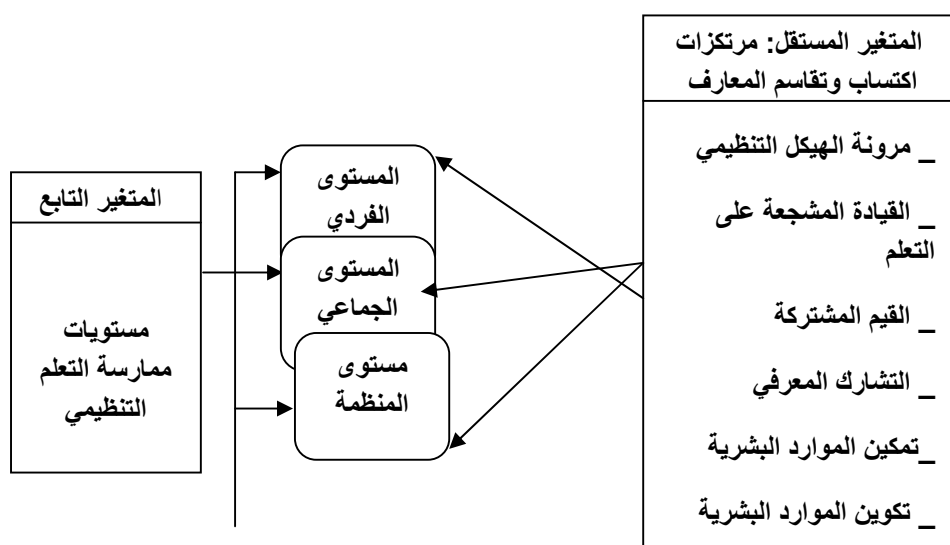 المتغير المستقل: مرتكزات
اكتساب وتقاسم المعارف
_ مرونة الهيكل التنظيمي
_ القيادة المشجعة على
التعلم
_ القيم المشتركة
_ التشارك المعرفي
_تمكين الموارد البشرية
_ تكوين الموارد البشرية
المستوى
الفردي
المستوى
الجماعي
مستوى
المنظمة
المتغير التابع
مستويات
ممارسة التعلم
التنظيمي